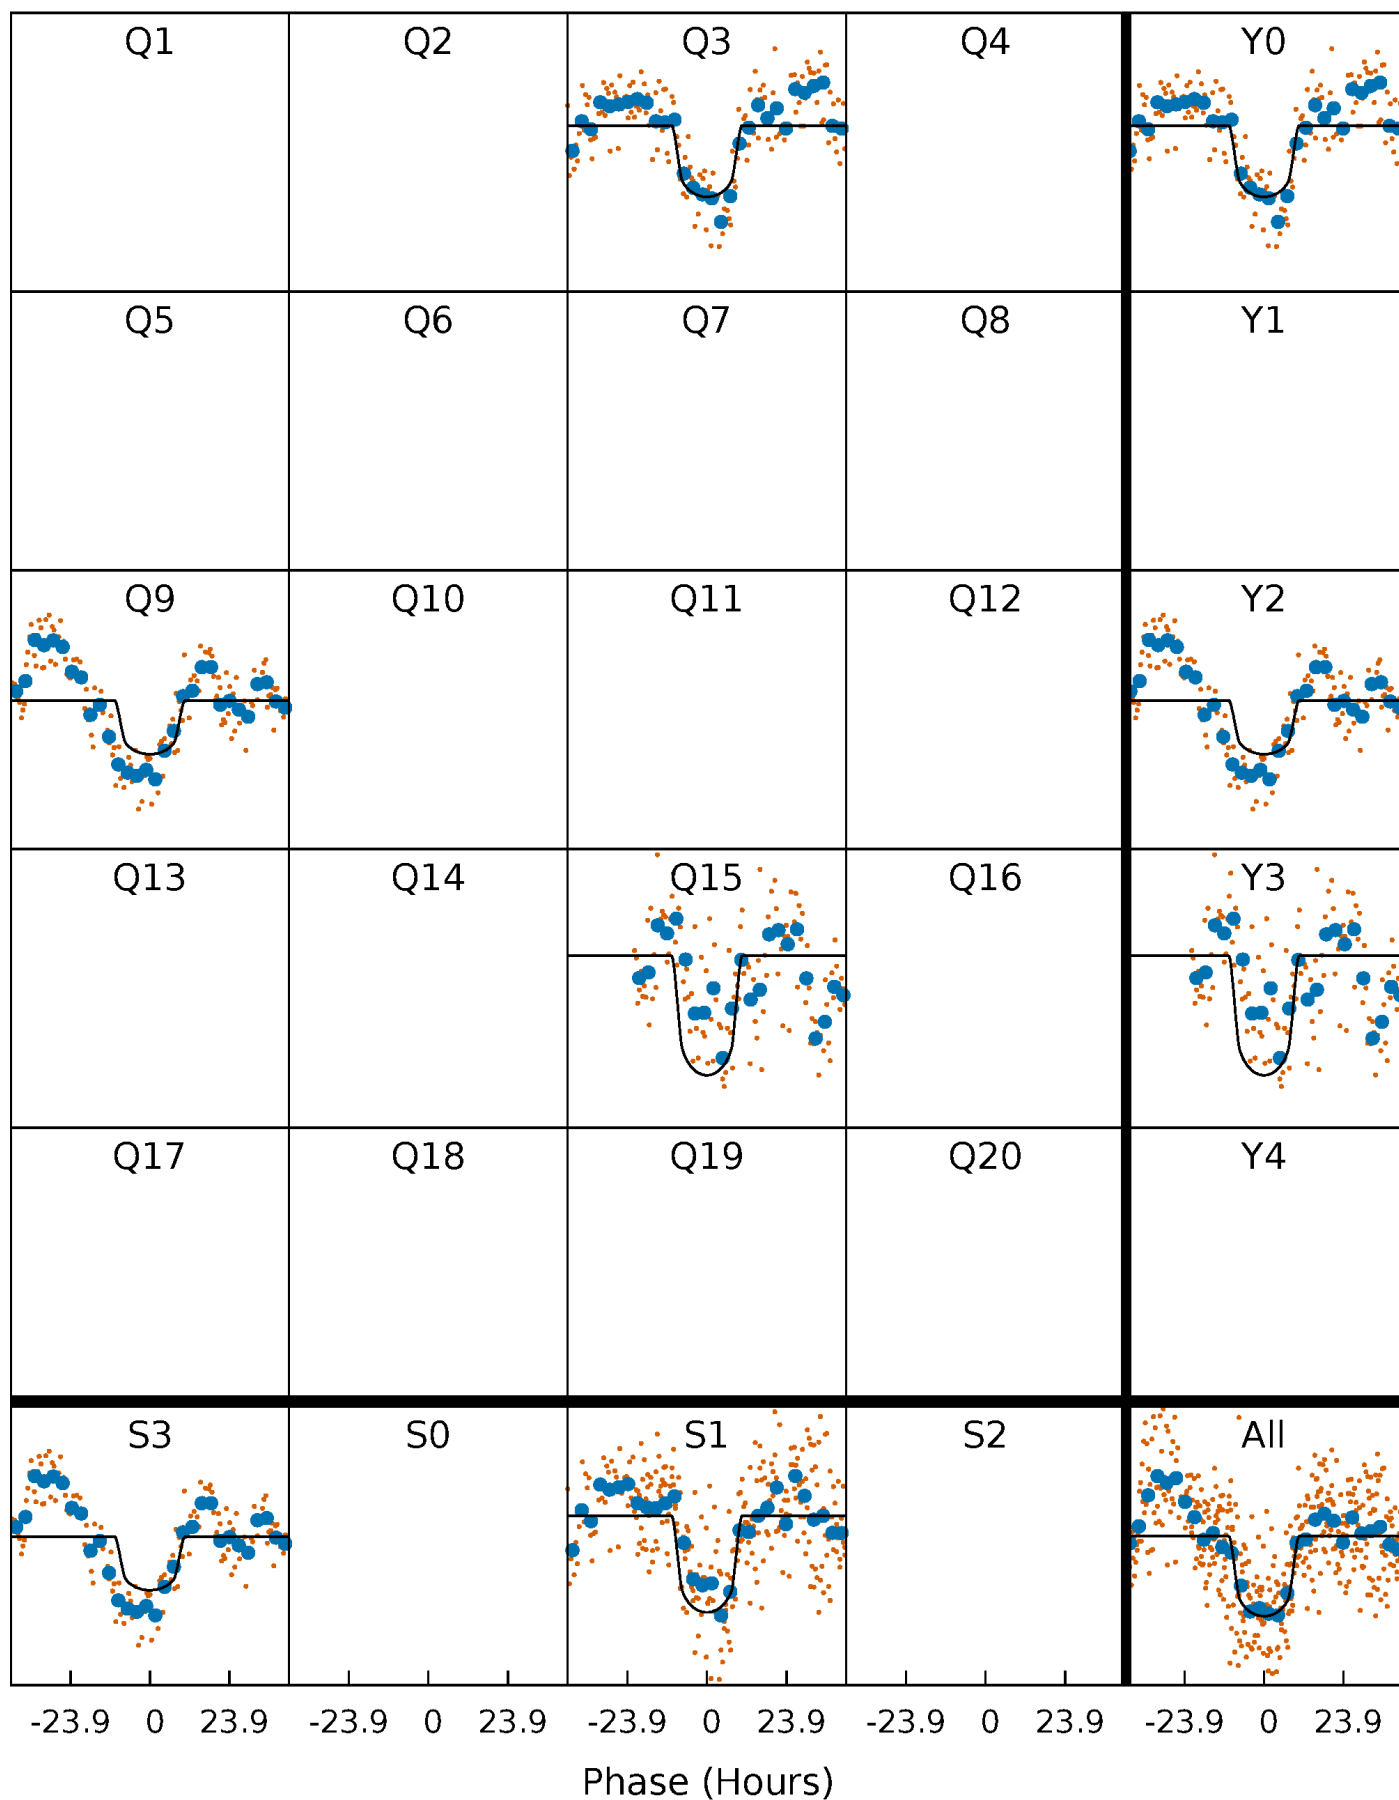 Q1 Q2 Q3 Q4 Y0
Q5 Q6 Q7 Q8 Y1
Q9 Q10 Q11 Q12 Y2
Q13 Q14 Q15 Q16 Y3
Q17 Q18 Q19 Q20 Y4
S3 S0 S1 S2 All
-23.9 0 23.9 -23.9 0 23.9 -23.9 0 23.9 -23.9 0 23.9 -23.9 0 23.9
Phase (Hours)